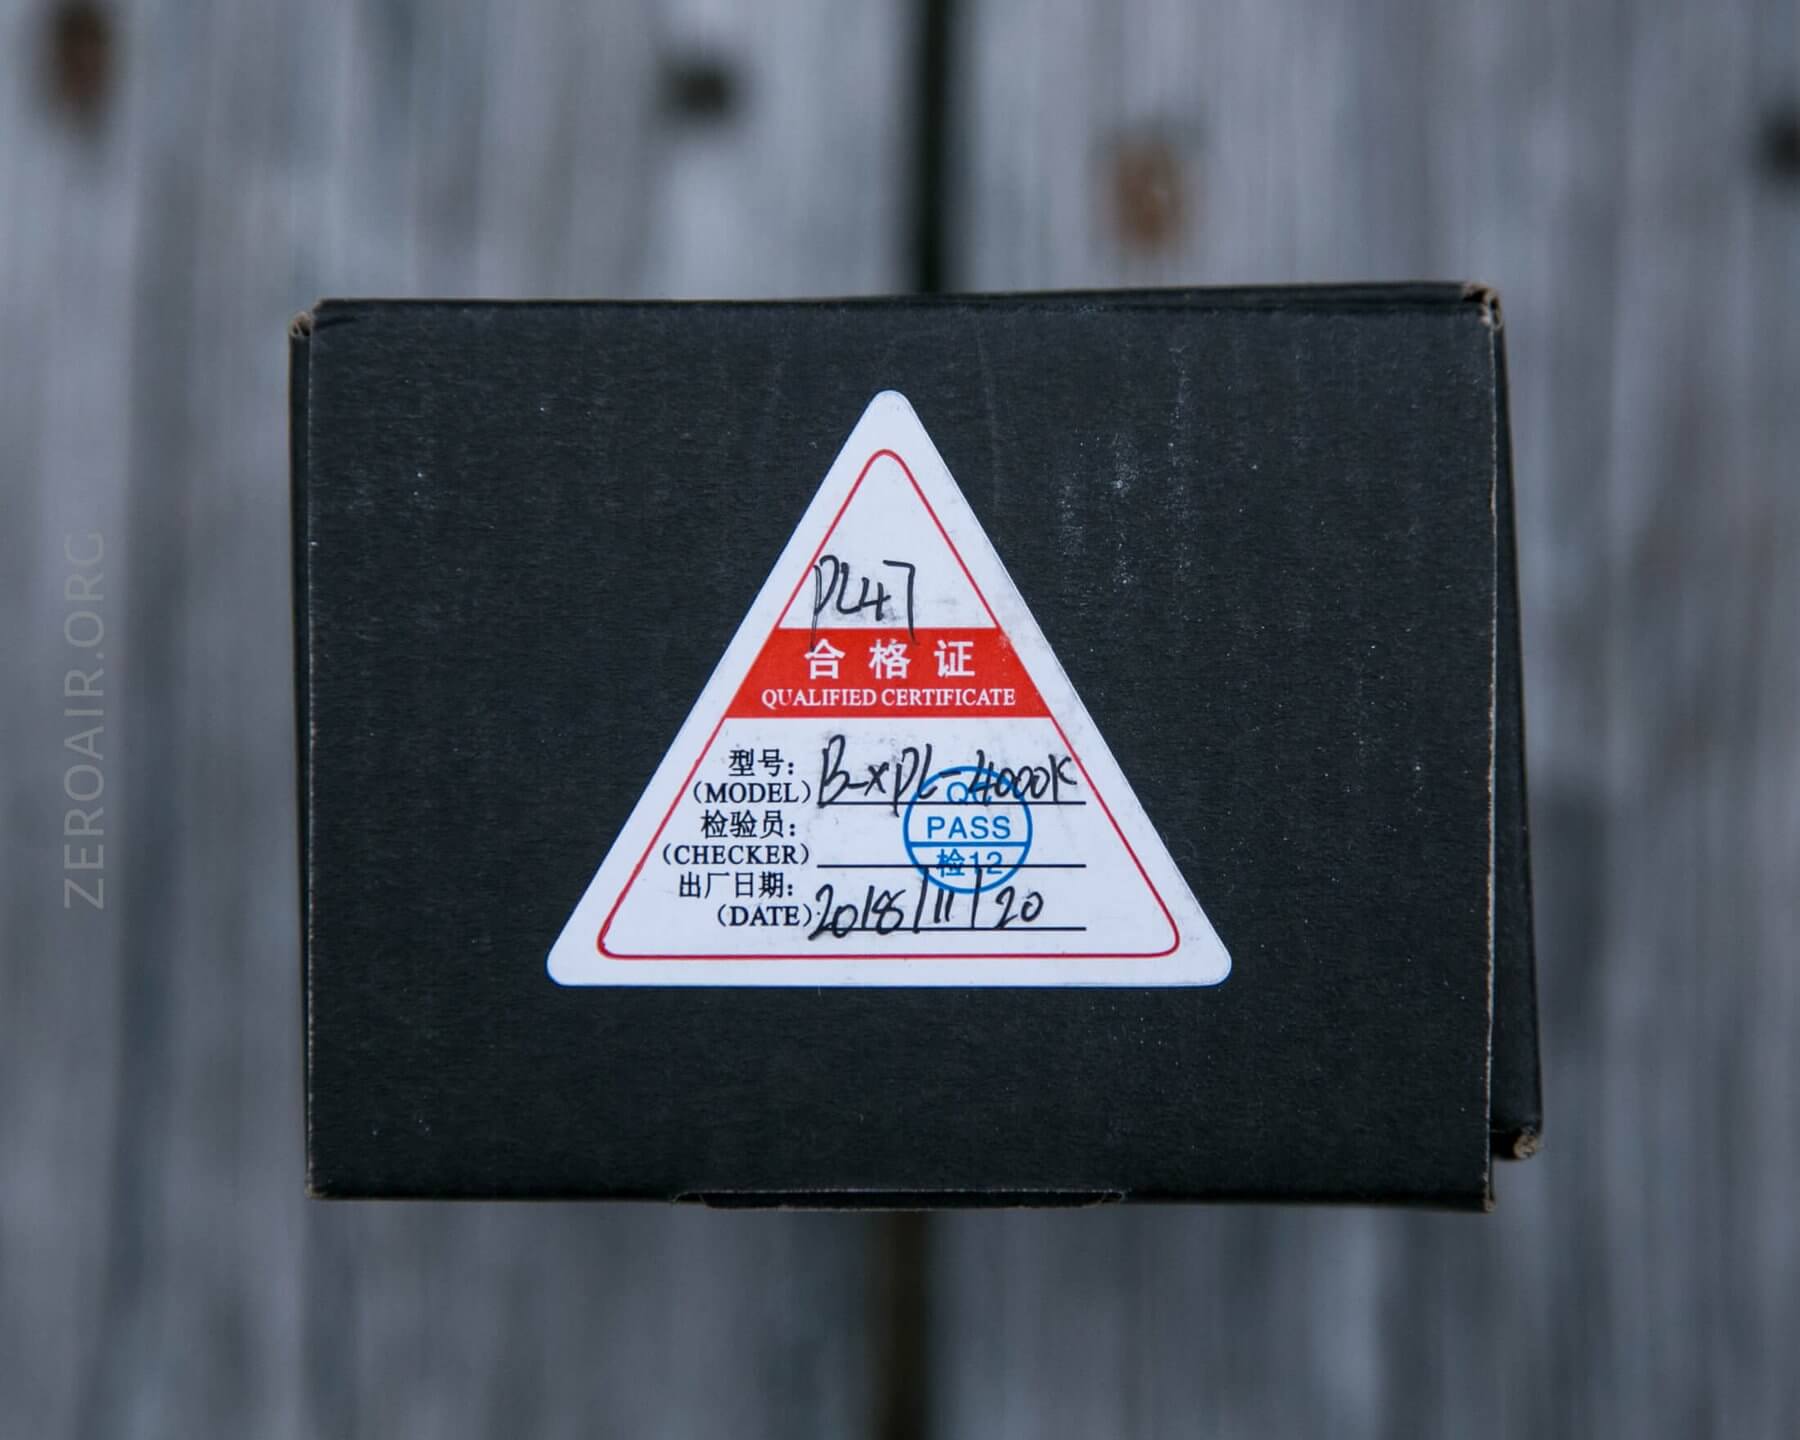 PL47
合格证
QUALIFIED CERTIFICATE
型号:
(MODEL) B-XPL-4000K
QC
检验员:
PASS
(CHECKER)
检12
出厂日期:
(DATE) 2018/11/20
ZEROAIR.ORG